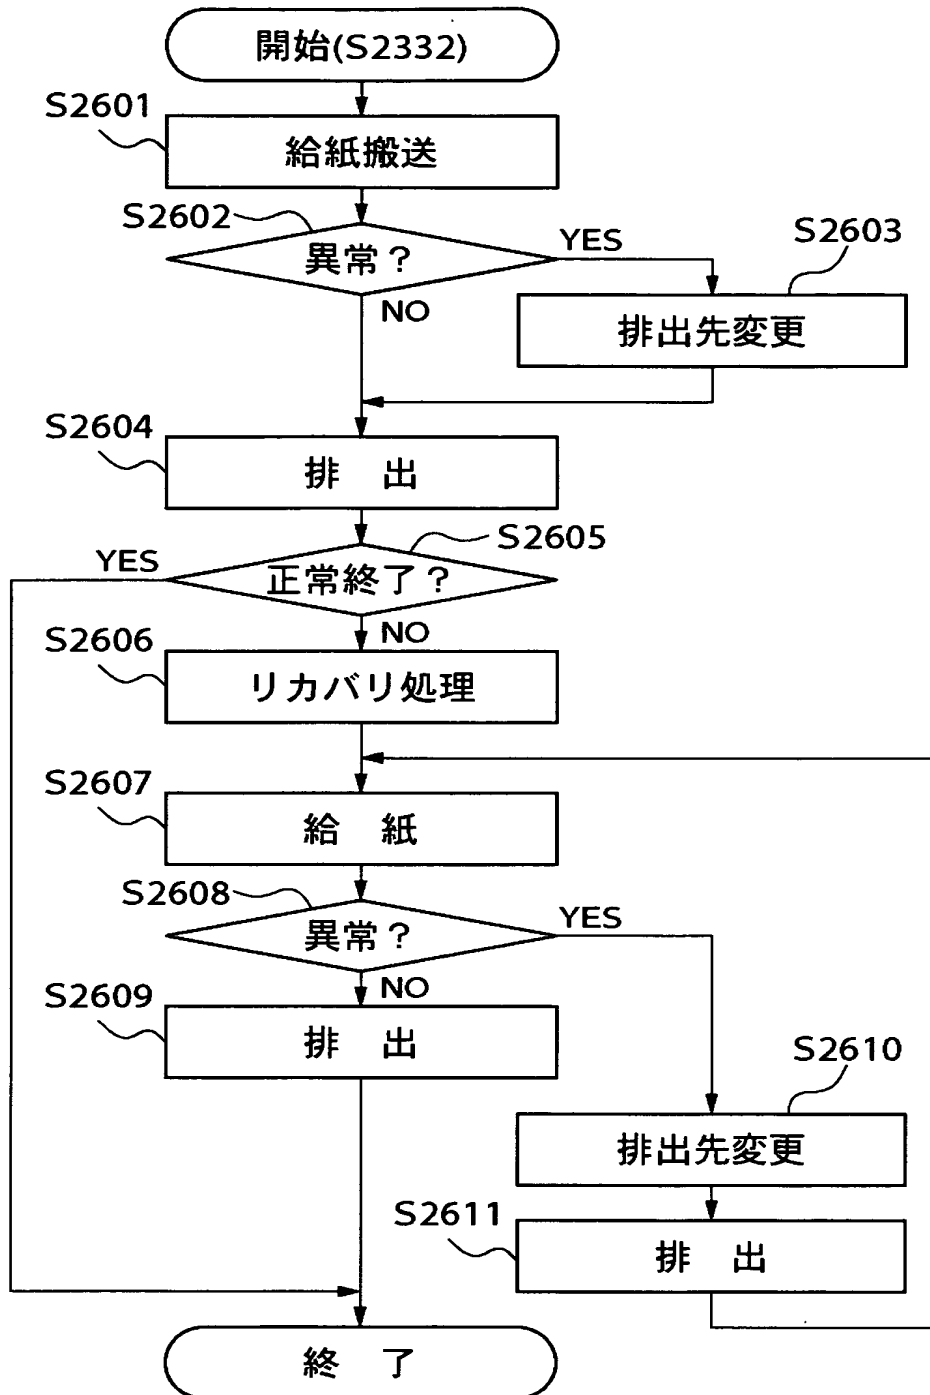 開始(S2332)
S2601
給紙搬送
S2602
異常？
YES
S2603
NO
排出先変更
S2604
排 出
S2605
YES
正常終了？
NO
S2606
リカバリ処理
S2607
給 紙
S2608
異常？
YES
NO
S2609
排 出
S2610
排出先変更
S2611
排 出
終 了